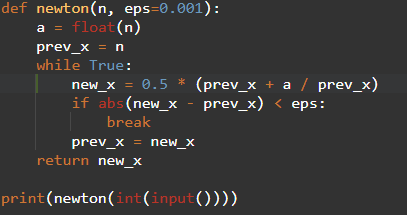 def newton(n, eps=0.001):
    a = float(n)
    prev_x = n
    while True:
        new_x = 0.5 * (prev_x + a / prev_x)
        if abs(new_x - prev_x) < eps:
            break
        prev_x = new_x
    return new_x

print(newton(int(input())))